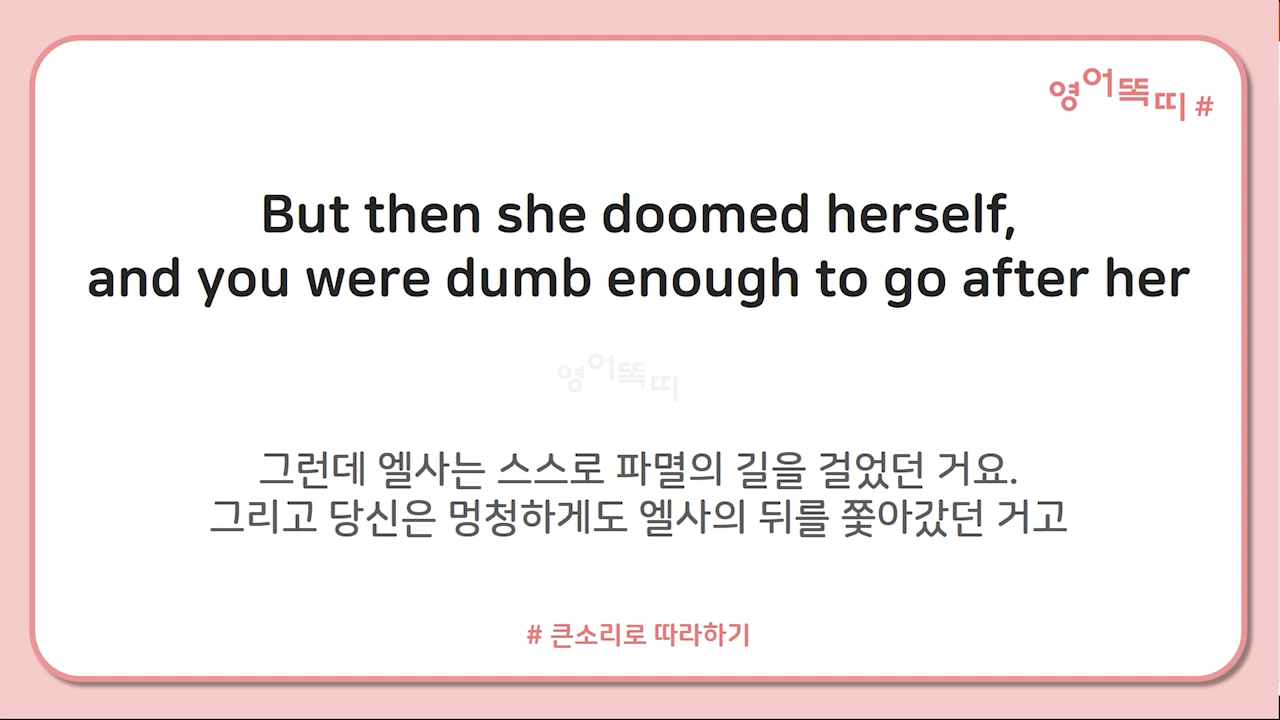 영어똑띠 #
But then she doomed herself,
and you were dumb enough to go after her
영어똑띠
그런데 엘사는 스스로 파멸의 길을 걸었던 거요.
그리고 당신은 멍청하게도 엘사의 뒤를 쫓아갔던 거고
# 큰소리로 따라하기